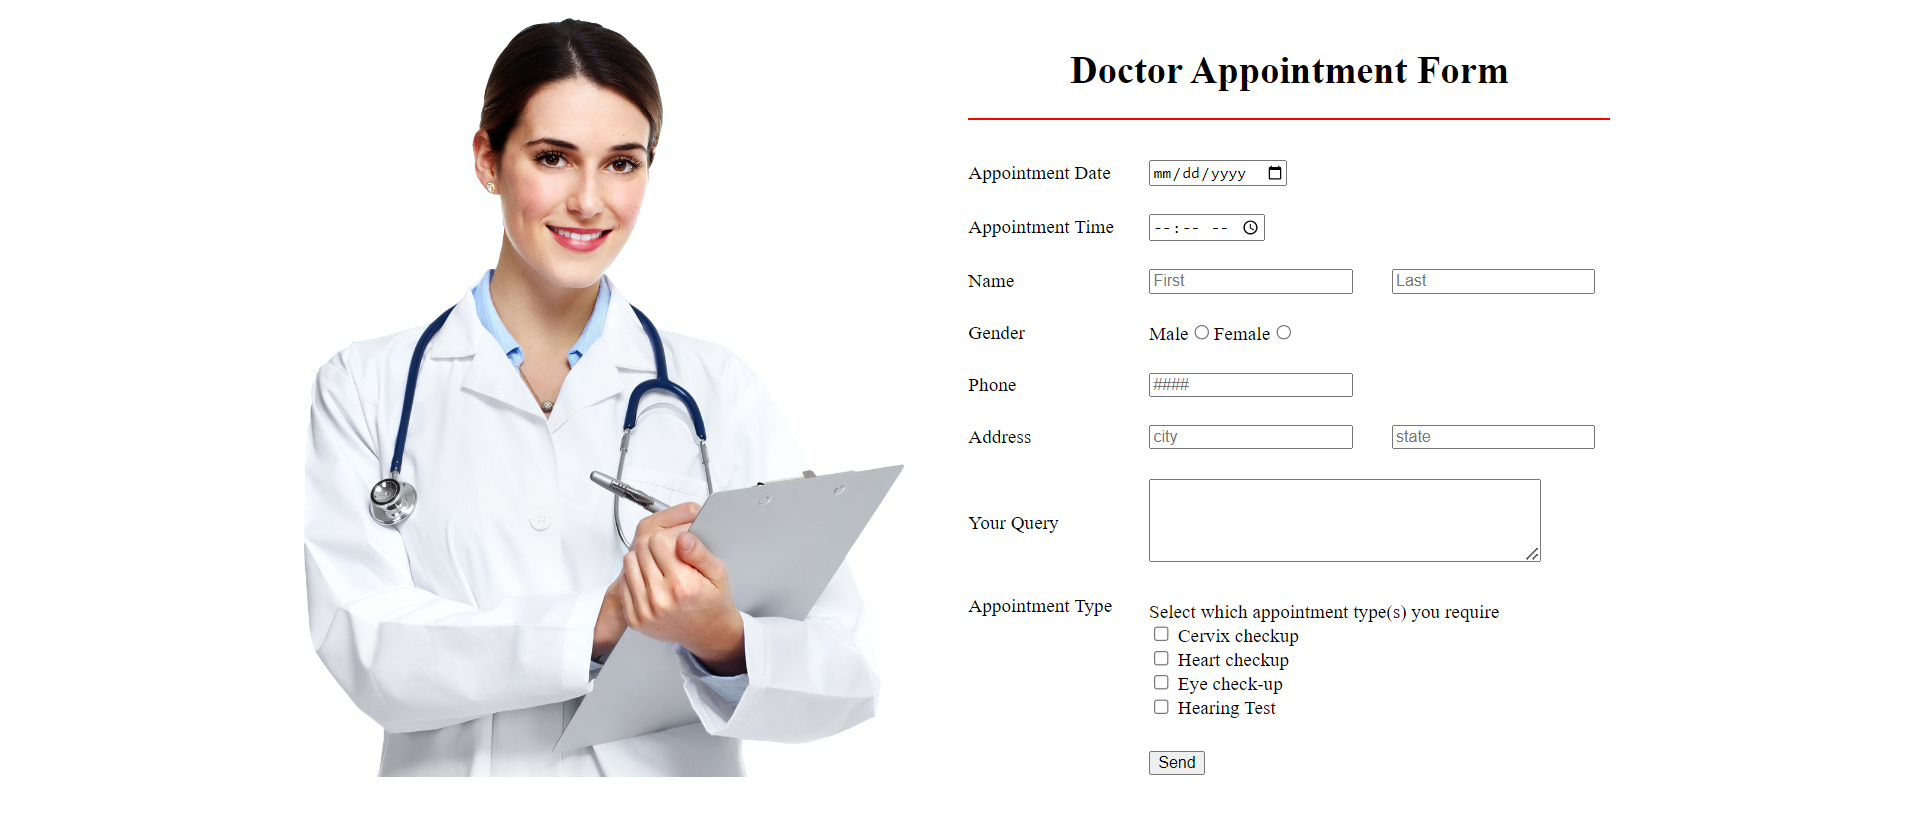 Doctor Appointment Form
Appointment Date mm/dd/yyyy
Appointment Time --:-- --
Name First Last
Gender Male Female
Phone ####
Address city state
Your Query
Appointment Type
Select which appointment type(s) you require
Cervix checkup
Heart checkup
Eye check-up
Hearing Test
Send